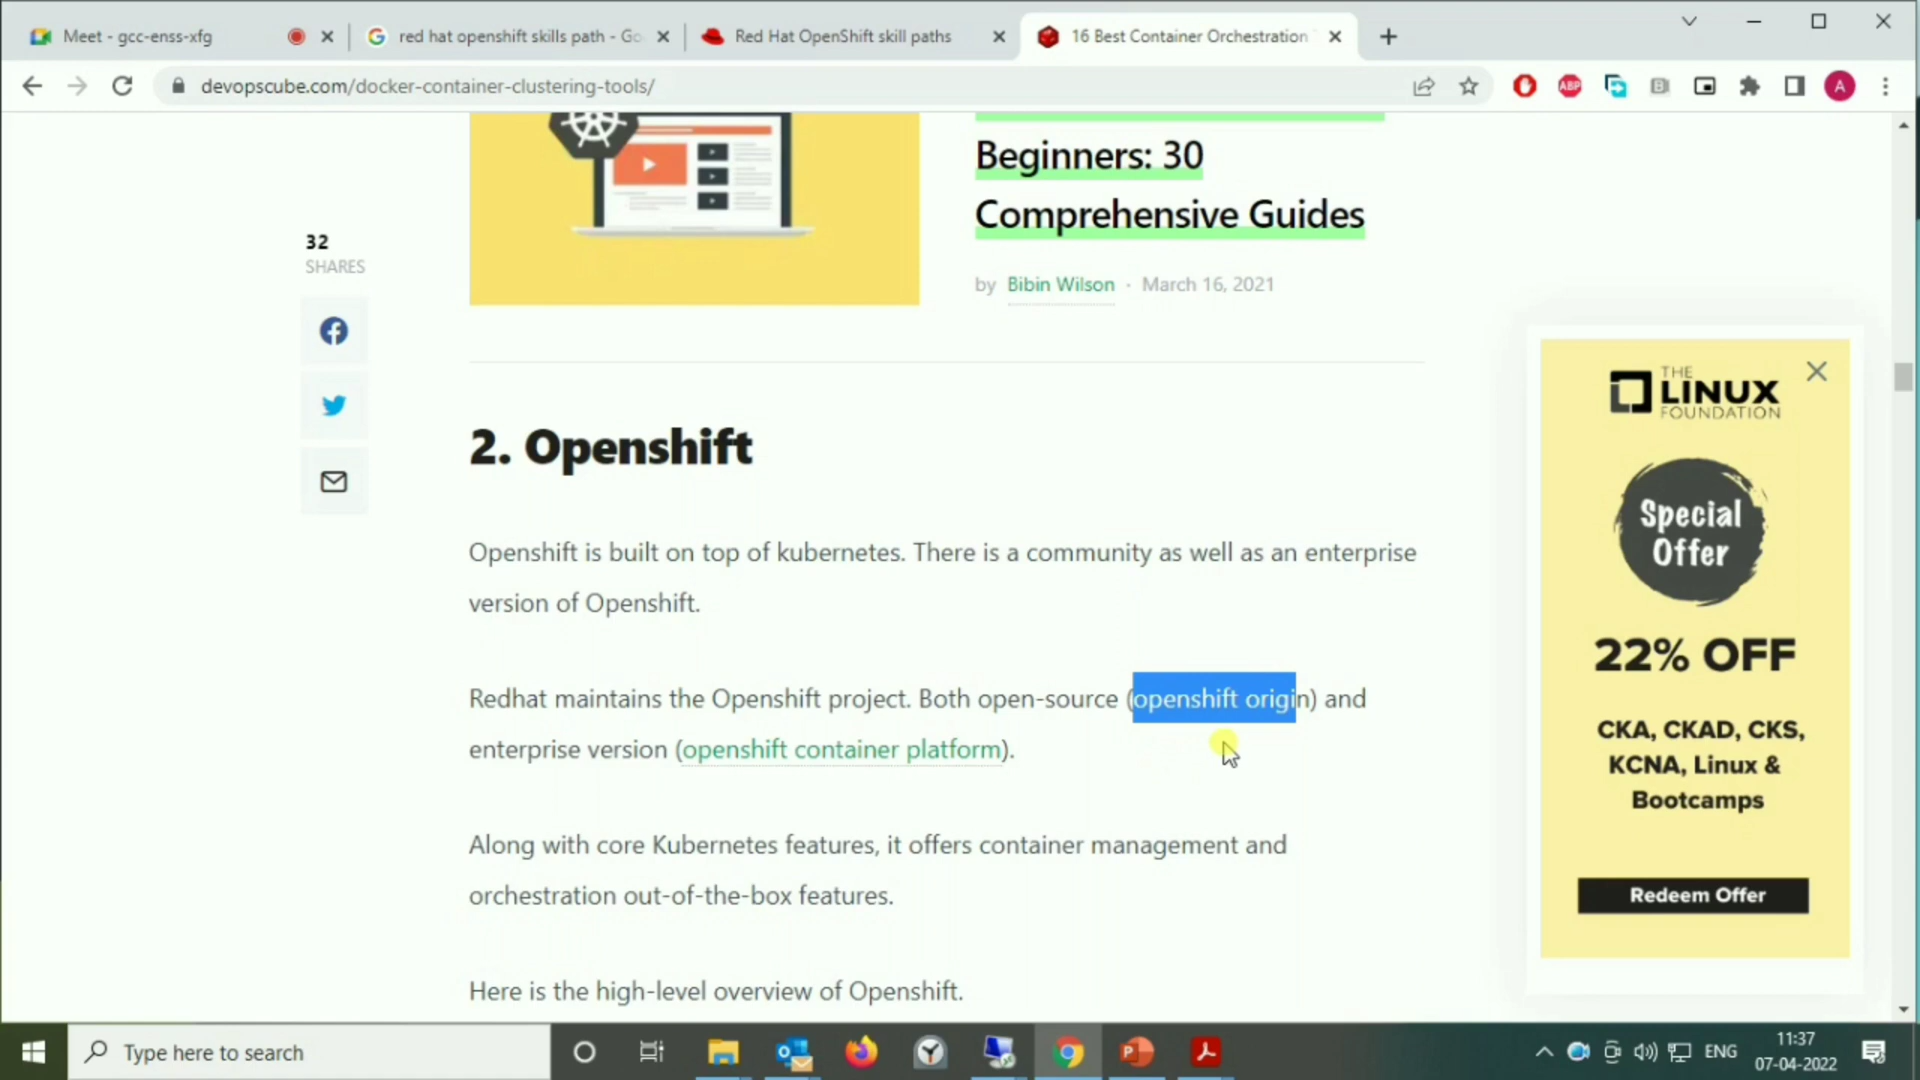 Meet - gcc-enss-xfg
red hat openshift skills path - Go
Red Hat OpenShift skill paths
16 Best Container Orchestration
devopscube.com/docker-container-clustering-tools/
ABP
A
Beginners: 30
Comprehensive Guides
by Bibin Wilson · March 16, 2021
32
SHARES
2. Openshift
Openshift is built on top of kubernetes. There is a community as well as an enterprise
version of Openshift.
Redhat maintains the Openshift project. Both open-source (openshift origin) and
enterprise version (openshift container platform).
Along with core Kubernetes features, it offers container management and
orchestration out-of-the-box features.
Here is the high-level overview of Openshift.
THE
LINUX
FOUNDATION
Special
Offer
22% OFF
CKA, CKAD, CKS,
KCNA, Linux &
Bootcamps
Redeem Offer
Type here to search
ENG
11:37
07-04-2022